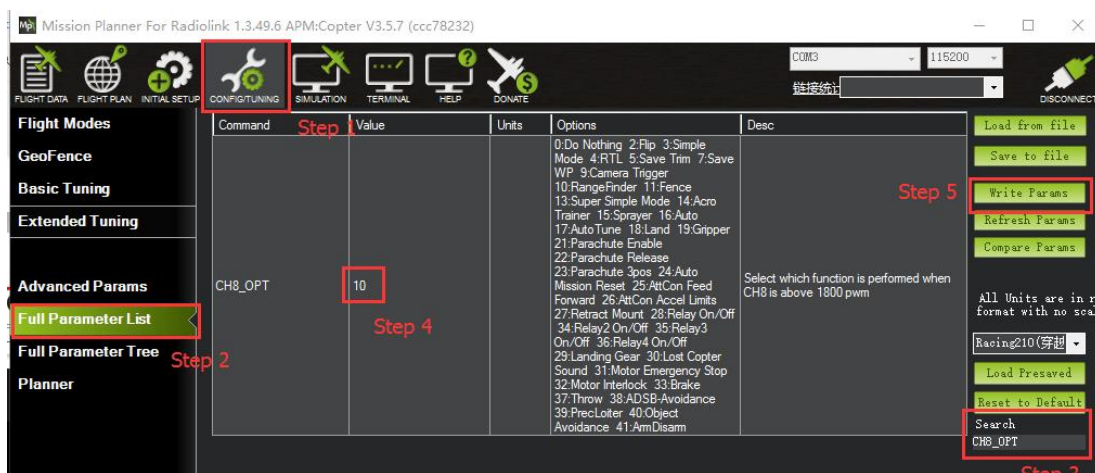 Mission Planner For Radiolink 1.3.49.6 APM:Copter V3.5.7 (ccc78232)
FLIGHT DATA FLIGHT PLAN INITIAL SETUP CONFIG/TUNING SIMULATION TERMINAL HELP DONATE
COM3 115200
链接统计
DISCONNECT
Flight Modes
GeoFence
Basic Tuning
Extended Tuning
Advanced Params
Full Parameter List
Full Parameter Tree
Planner
Step 1
Step 2
Command Value Units Options Desc
CH8_OPT
10
Step 4
0:Do Nothing 2:Flip 3:Simple
Mode 4:RTL 5:Save Trim 7:Save
WP 9:Camera Trigger
10:RangeFinder 11:Fence
13:Super Simple Mode 14:Acro
Trainer 15:Sprayer 16:Auto
17:AutoTune 18:Land 19:Gripper
21:Parachute Enable
22:Parachute Release
23:Parachute 3pos 24:Auto
Mission Reset 25:AttCon Feed
Forward 26:AttCon Accel Limits
27:Retract Mount 28:Relay On/Off
34:Relay2 On/Off 35:Relay3
On/Off 36:Relay4 On/Off
29:Landing Gear 30:Lost Copter
Sound 31:Motor Emergency Stop
32:Motor Interlock 33:Brake
37:Throw 38:ADSB-Avoidance
39:PrecLoiter 40:Object
Avoidance 41:ArmDisarm
Select which function is performed when
CH8 is above 1800 pwm
Step 5
Load from file
Save to file
Write Params
Refresh Params
Compare Params
All Units are in r
format with no sca
Racing210(穿越
Load Presaved
Reset to Default
Search
CH8_OPT
Step 3